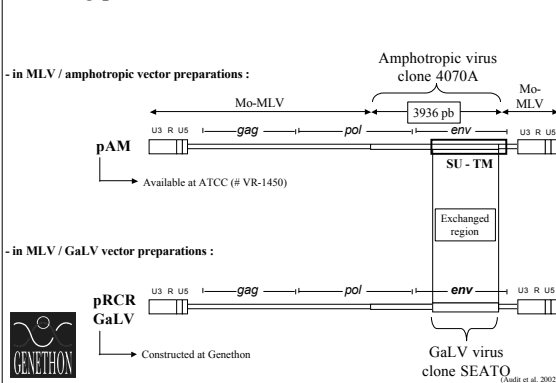 Amphotropic virus
clone 4070A
- in MLV / amphotropic vector preparations :
Mo-MLV
3936 pb
Mo-
MLV
U3 R U5 gag pol env U3 R U5
pAM
SU - TM
Available at ATCC (# VR-1450)
Exchanged
region
- in MLV / GaLV vector preparations :
U3 R U5 gag pol env U3 R U5
pRCR
GaLV
Constructed at Genethon
GaLV virus
clone SEATO
GENETHON
(Audit et al. 2002